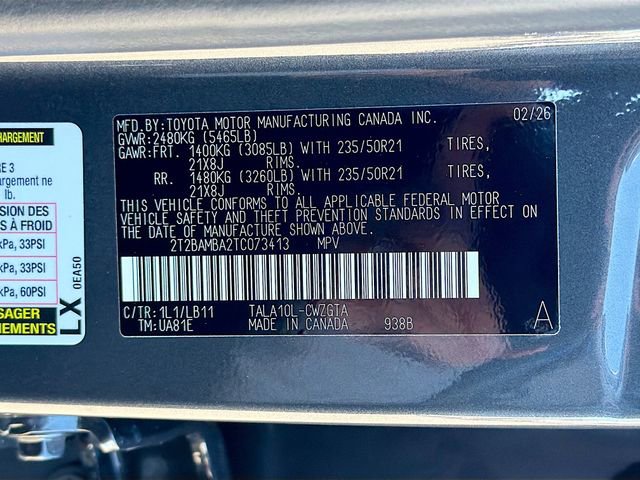 MFD.BY:TOYOTA MOTOR MANUFACTURING CANADA INC. 02/26
GVWR:2480KG (5465LB)
GAWR:FRT. 1400KG (3085LB) WITH 235/50R21 TIRES,
21X8J RIMS.
RR. 1480KG (3260LB) WITH 235/50R21 TIRES,
21X8J RIMS.
THIS VEHICLE CONFORMS TO ALL APPLICABLE FEDERAL MOTOR
VEHICLE SAFETY AND THEFT PREVENTION STANDARDS IN EFFECT ON
THE DATE OF MANUFACTURE SHOWN ABOVE.
2T2BAMBA2TC073413 MPV
C/TR:1L1/LB11 TALA10L-CWZGTA
TM:UA81E MADE IN CANADA 938B A
HARGEMENT
RE 3
argement ne
lb.
SION DES
S À FROID
kPa, 33PSI
kPa, 33PSI
kPa, 60PSI
SAGER
NEMENTS
LX 0EA50